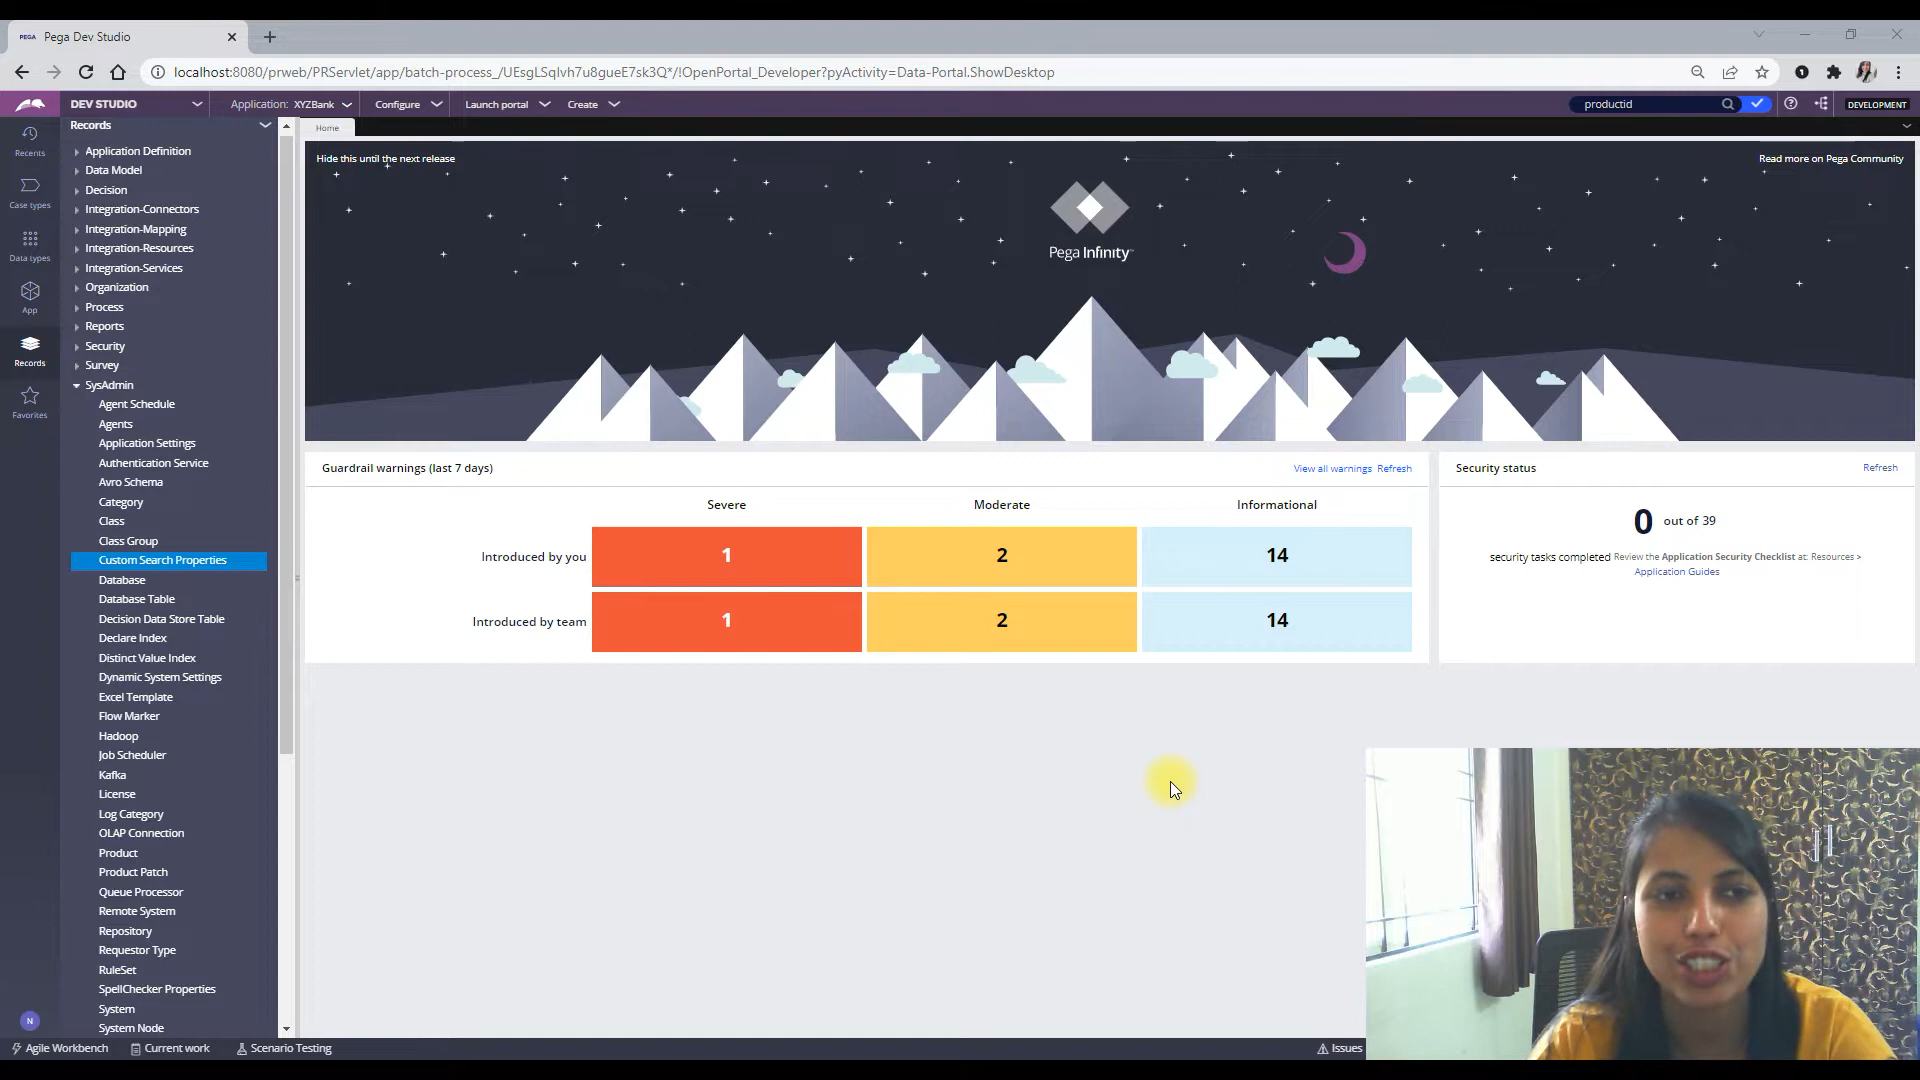 PEGA Pega Dev Studio
localhost:8080/prweb/PRServlet/app/batch-process_/UEsgLSqIvh7u8gueE7sk3Q*/!OpenPortal_Developer?pyActivity=Data-Portal.ShowDesktop
DEV STUDIO
Application: XYZBank
Configure
Launch portal
Create
productid
DEVELOPMENT
Recents
Case types
Data types
App
Records
Favorites
N
Records
Application Definition
Data Model
Decision
Integration-Connectors
Integration-Mapping
Integration-Resources
Integration-Services
Organization
Process
Reports
Security
Survey
SysAdmin
Agent Schedule
Agents
Application Settings
Authentication Service
Avro Schema
Category
Class
Class Group
Custom Search Properties
Database
Database Table
Decision Data Store Table
Declare Index
Distinct Value Index
Dynamic System Settings
Excel Template
Flow Marker
Hadoop
Job Scheduler
Kafka
License
Log Category
OLAP Connection
Product
Product Patch
Queue Processor
Remote System
Repository
Requestor Type
RuleSet
SpellChecker Properties
System
System Node
Home
Hide this until the next release
Read more on Pega Community
Pega Infinity
Guardrail warnings (last 7 days)
View all warnings Refresh
Severe Moderate Informational
Introduced by you 1 2 14
Introduced by team 1 2 14
Security status
Refresh
0 out of 39
security tasks completed Review the Application Security Checklist at: Resources >
Application Guides
Agile Workbench
Current work
Scenario Testing
Issues